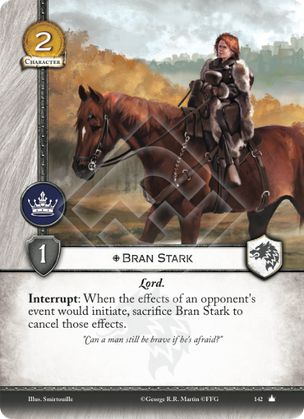 2
CHARACTER
1
BRAN STARK
Lord.
Interrupt: When the effects of an opponent's
event would initiate, sacrifice Bran Stark to
cancel those effects.
"Can a man still be brave if he's afraid?"
Illus. Smirtouille ©George R.R. Martin ©FFG 142